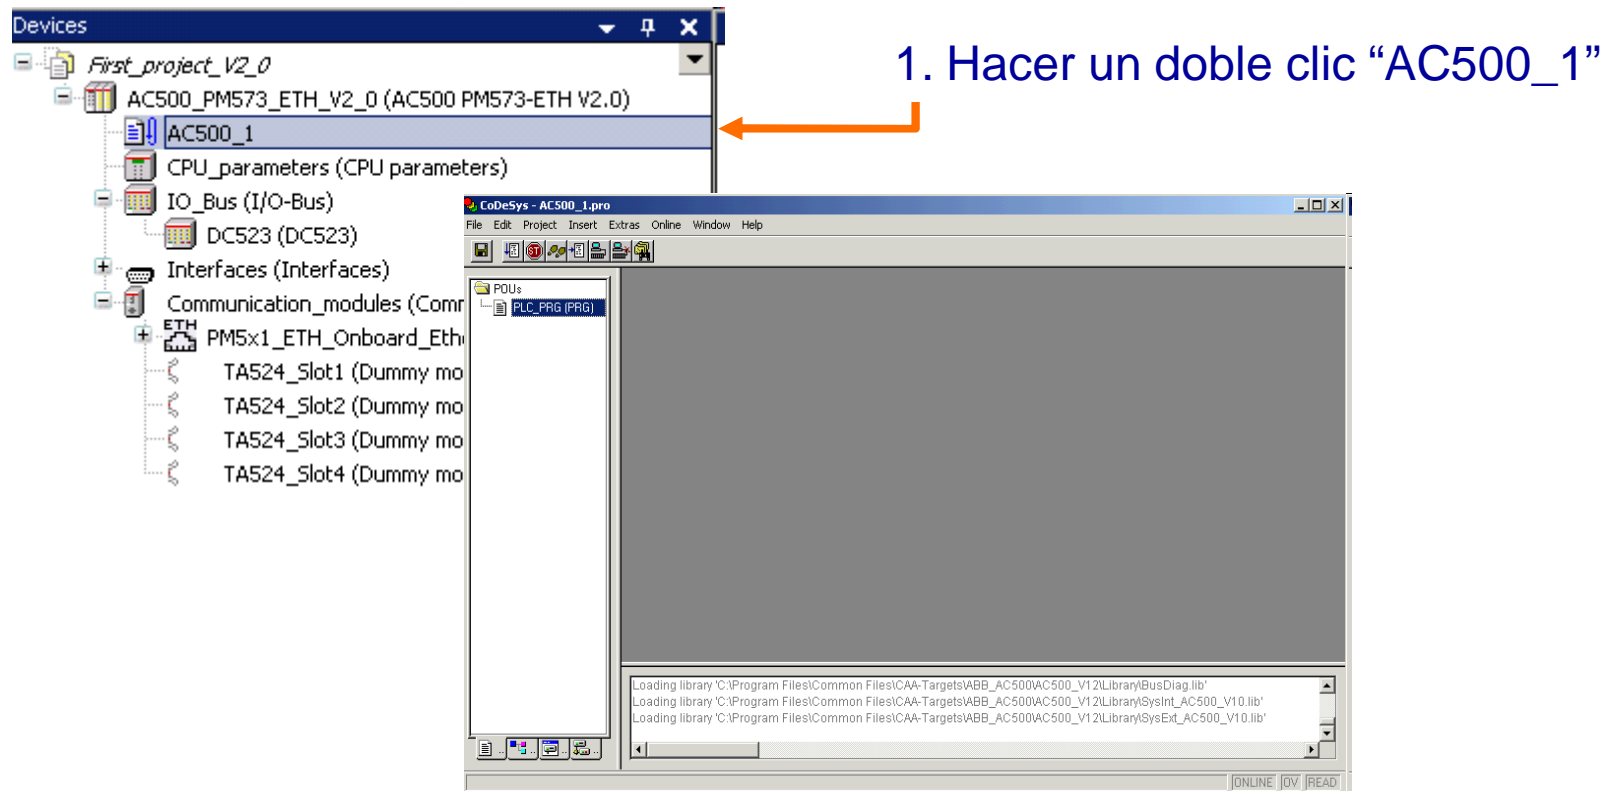 Devices
First_project_V2_0
AC500_PM573_ETH_V2_0 (AC500 PM573-ETH V2.0)
AC500_1
CPU_parameters (CPU parameters)
IO_Bus (I/O-Bus)
DC523 (DC523)
Interfaces (Interfaces)
Communication_modules (Comm
ETH
PM5x1_ETH_Onboard_Eth
TA524_Slot1 (Dummy mo
TA524_Slot2 (Dummy mo
TA524_Slot3 (Dummy mo
TA524_Slot4 (Dummy mo
1. Hacer un doble clic “AC500_1”
CoDeSys - AC500_1.pro
File Edit Project Insert Extras Online Window Help
POUs
PLC_PRG (PRG)
Loading library 'C:\Program Files\Common Files\CAA-Targets\ABB_AC500\AC500_V12\Library\BusDiag.lib'
Loading library 'C:\Program Files\Common Files\CAA-Targets\ABB_AC500\AC500_V12\Library\SysInt_AC500_V10.lib'
Loading library 'C:\Program Files\Common Files\CAA-Targets\ABB_AC500\AC500_V12\Library\SysExt_AC500_V10.lib'
ONLINE OV READ